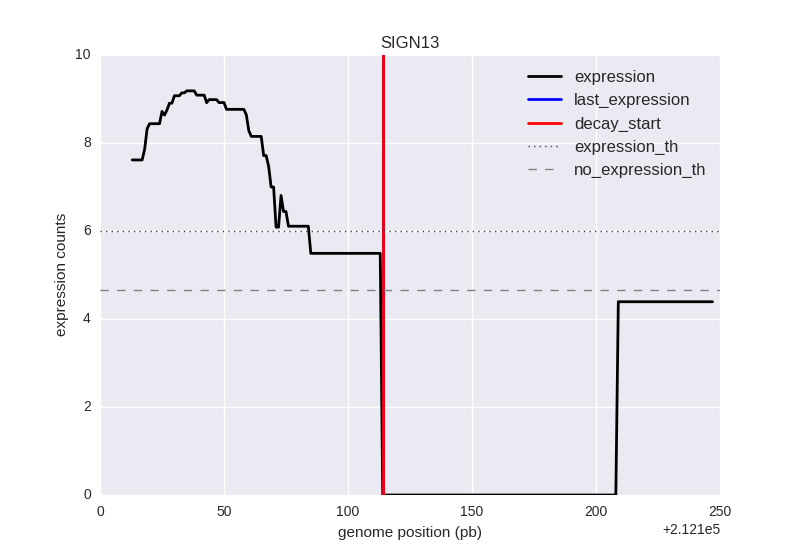 SIGN13
10
8
6
4
2
0
expression counts
expression
last_expression
decay_start
expression_th
no_expression_th
0 50 100 150 200 250
genome position (pb)
+2.121e5